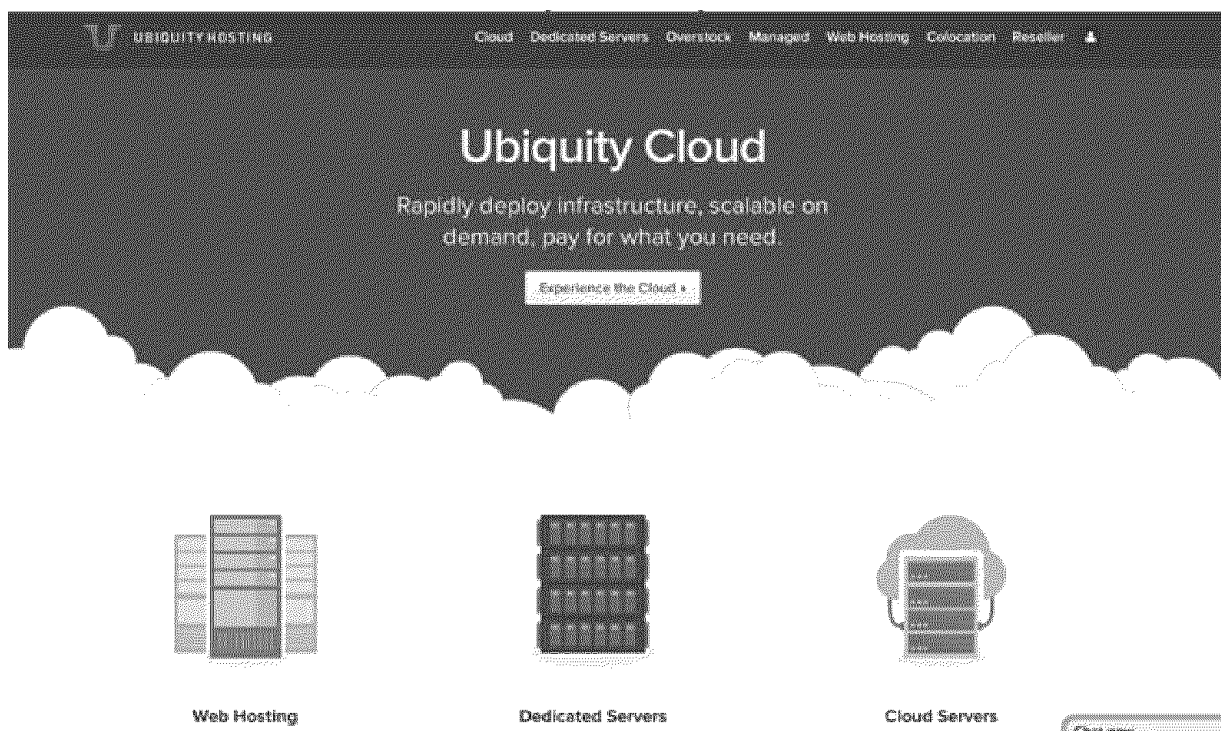 UBIQUITY HOSTING
Cloud Dedicated Servers Overstock Managed Web Hosting Colocation Reseller
Ubiquity Cloud
Rapidly deploy infrastructure, scalable on
demand, pay for what you need.
Experience the Cloud
Web Hosting Dedicated Servers Cloud Servers